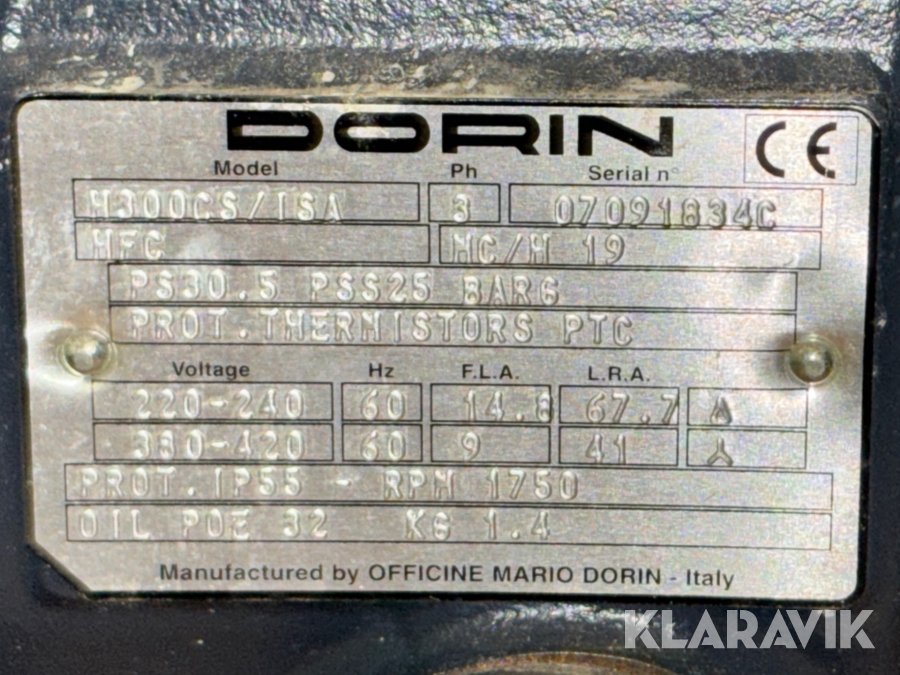 DORIN CE
Model Ph Serial n°
H300CS/ISA 3 07091834C
HFC MC/H 19
PS30.5 PSS25 BARG
PROT.THERMISTORS PTC
Voltage Hz F.L.A. L.R.A.
220-240 60 14.8 67.7 Δ
380-420 60 9 41 Y
PROT.IP55 - RPM 1750
OIL POE 32 KG 1.4
Manufactured by OFFICINE MARIO DORIN - Italy
KLARAVIK